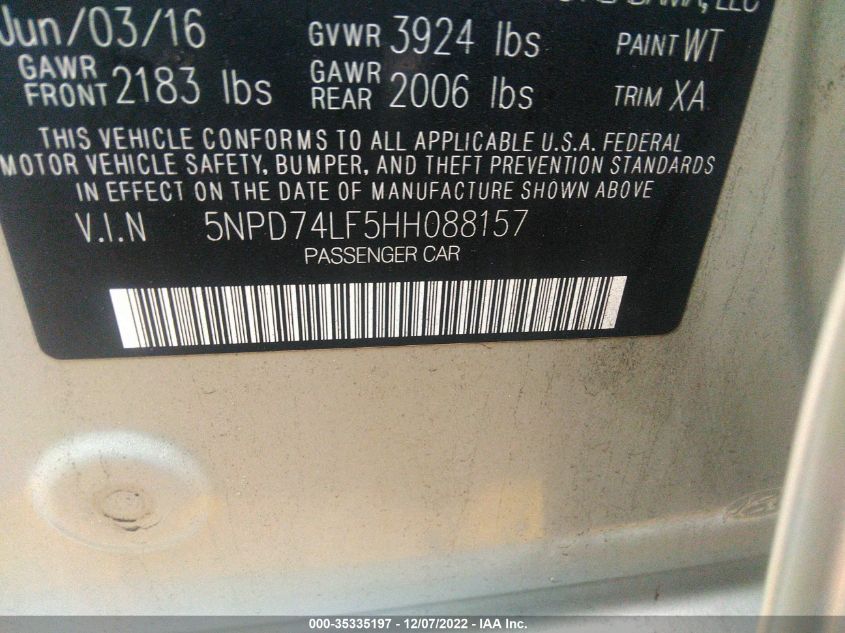 LLC
Jun/03/16 GVWR 3924 lbs PAINT WT
GAWR FRONT 2183 lbs GAWR REAR 2006 lbs TRIM XA
THIS VEHICLE CONFORMS TO ALL APPLICABLE U.S.A. FEDERAL
MOTOR VEHICLE SAFETY, BUMPER, AND THEFT PREVENTION STANDARDS
IN EFFECT ON THE DATE OF MANUFACTURE SHOWN ABOVE
V.I.N 5NPD74LF5HH088157
PASSENGER CAR
000-35335197 - 12/07/2022 - IAA Inc.